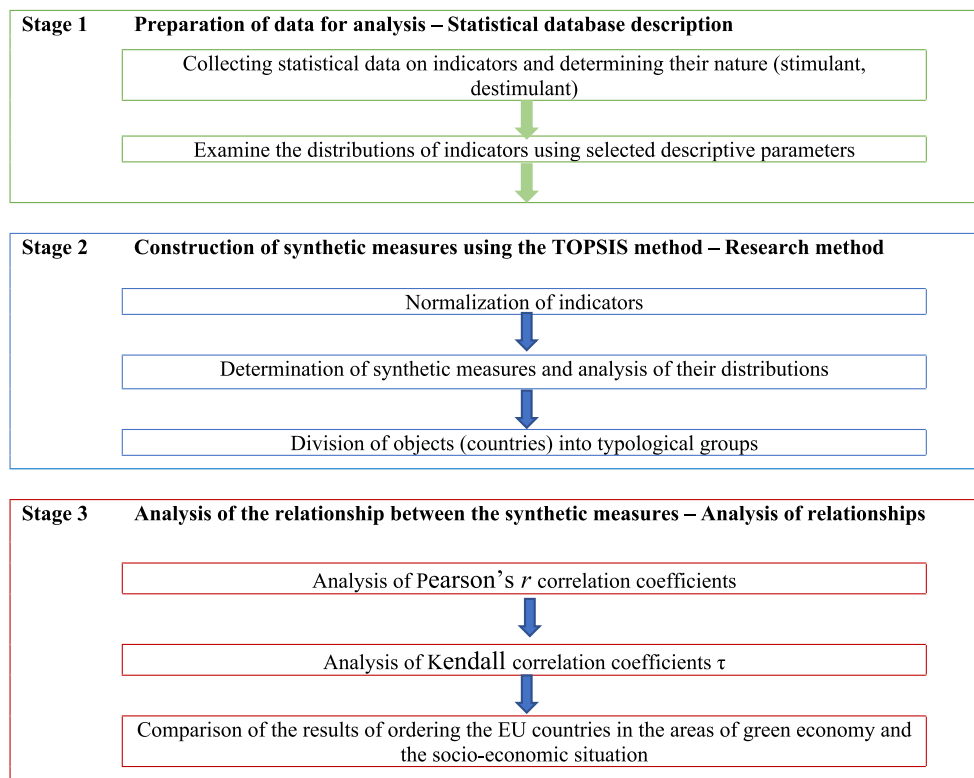 Stage 1 Preparation of data for analysis – Statistical database description
Collecting statistical data on indicators and determining their nature (stimulant,
destimulant)
Examine the distributions of indicators using selected descriptive parameters
Stage 2 Construction of synthetic measures using the TOPSIS method – Research method
Normalization of indicators
Determination of synthetic measures and analysis of their distributions
Division of objects (countries) into typological groups
Stage 3 Analysis of the relationship between the synthetic measures – Analysis of relationships
Analysis of Pearson’s r correlation coefficients
Analysis of Kendall correlation coefficients τ
Comparison of the results of ordering the EU countries in the areas of green economy and
the socio-economic situation